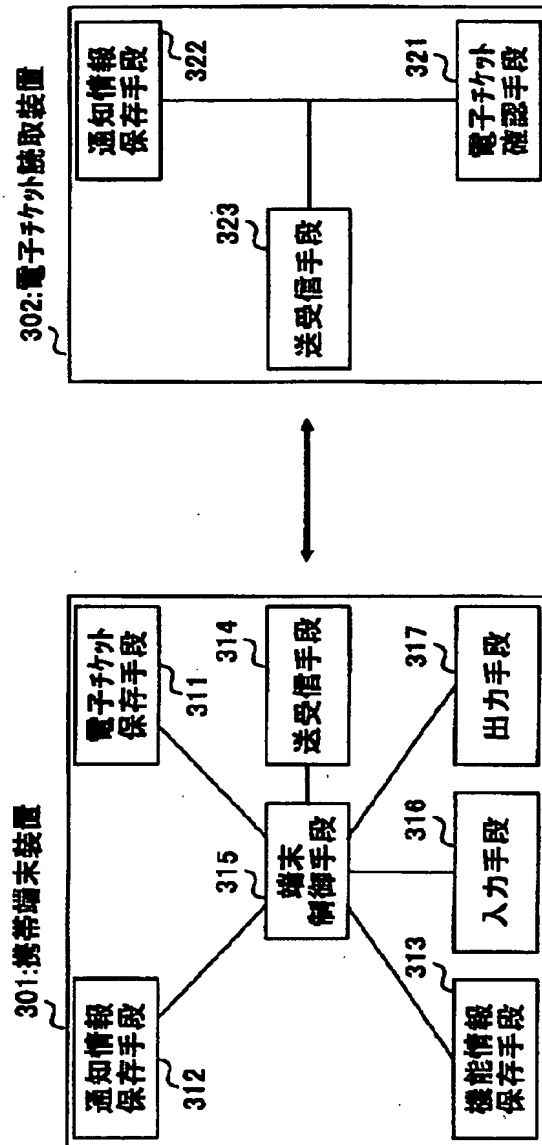 301:携帯端末装置
通知情報
保存手段
312
電子チケット
保存手段
311
315
端末
制御手段
314
送受信手段
313
機能情報
保存手段
316
入力手段
317
出力手段
302:電子チケット読取装置
通知情報
保存手段
322
323
送受信手段
321
電子チケット
確認手段